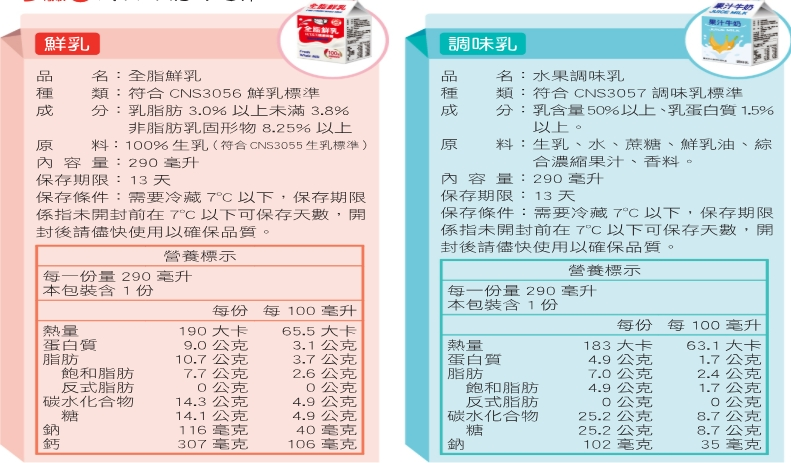 鮮乳
全脂鮮乳
品　　名：全脂鮮乳
種　　類：符合 CNS3056 鮮乳標準
成　　分：乳脂肪 3.0% 以上未滿 3.8%
非脂肪乳固形物 8.25% 以上
原　　料：100% 生乳（符合 CNS3055 生乳標準）
內 容 量：290 毫升
保存期限：13 天
保存條件：需要冷藏 7°C 以下，保存期限
係指未開封前在 7°C 以下可保存天數，開
封後請儘快使用以確保品質。
營養標示
每一份量 290 毫升
本包裝含 1 份
每份　每 100 毫升
熱量　190 大卡　65.5 大卡
蛋白質　9.0 公克　3.1 公克
脂肪　10.7 公克　3.7 公克
飽和脂肪　7.7 公克　2.6 公克
反式脂肪　0 公克　0 公克
碳水化合物　14.3 公克　4.9 公克
糖　14.1 公克　4.9 公克
鈉　116 毫克　40 毫克
鈣　307 毫克　106 毫克
調味乳
果汁牛奶
JUICE MILK
品　　名：水果調味乳
種　　類：符合 CNS3057 調味乳標準
成　　分：乳含量50%以上、乳蛋白質 1.5%
以上。
原　　料：生乳、水、蔗糖、鮮乳油、綜
合濃縮果汁、香料。
內 容 量：290 毫升
保存期限：13 天
保存條件：需要冷藏 7°C 以下，保存期限
係指未開封前在 7°C 以下可保存天數，開
封後請儘快使用以確保品質。
營養標示
每一份量 290 毫升
本包裝含 1 份
每份　每 100 毫升
熱量　183 大卡　63.1 大卡
蛋白質　4.9 公克　1.7 公克
脂肪　7.0 公克　2.4 公克
飽和脂肪　4.9 公克　1.7 公克
反式脂肪　0 公克　0 公克
碳水化合物　25.2 公克　8.7 公克
糖　25.2 公克　8.7 公克
鈉　102 毫克　35 毫克